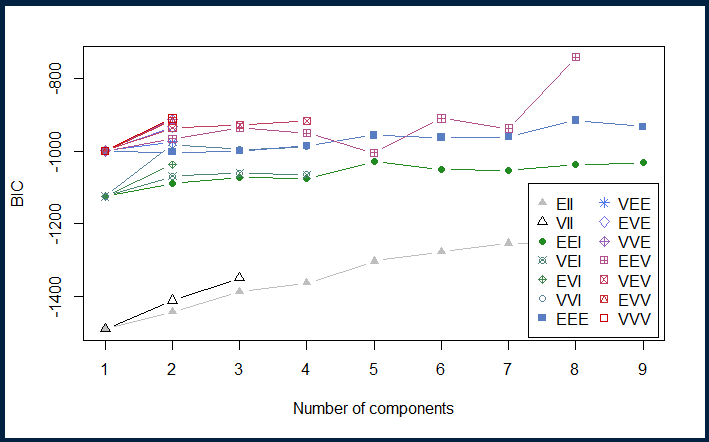 -800
-1000
-1200
-1400
BIC
EII
VII
EEI
VEI
EVI
VVI
EEE
VEE
EVE
VVE
EEV
VEV
EVV
VVV
1 2 3 4 5 6 7 8 9
Number of components